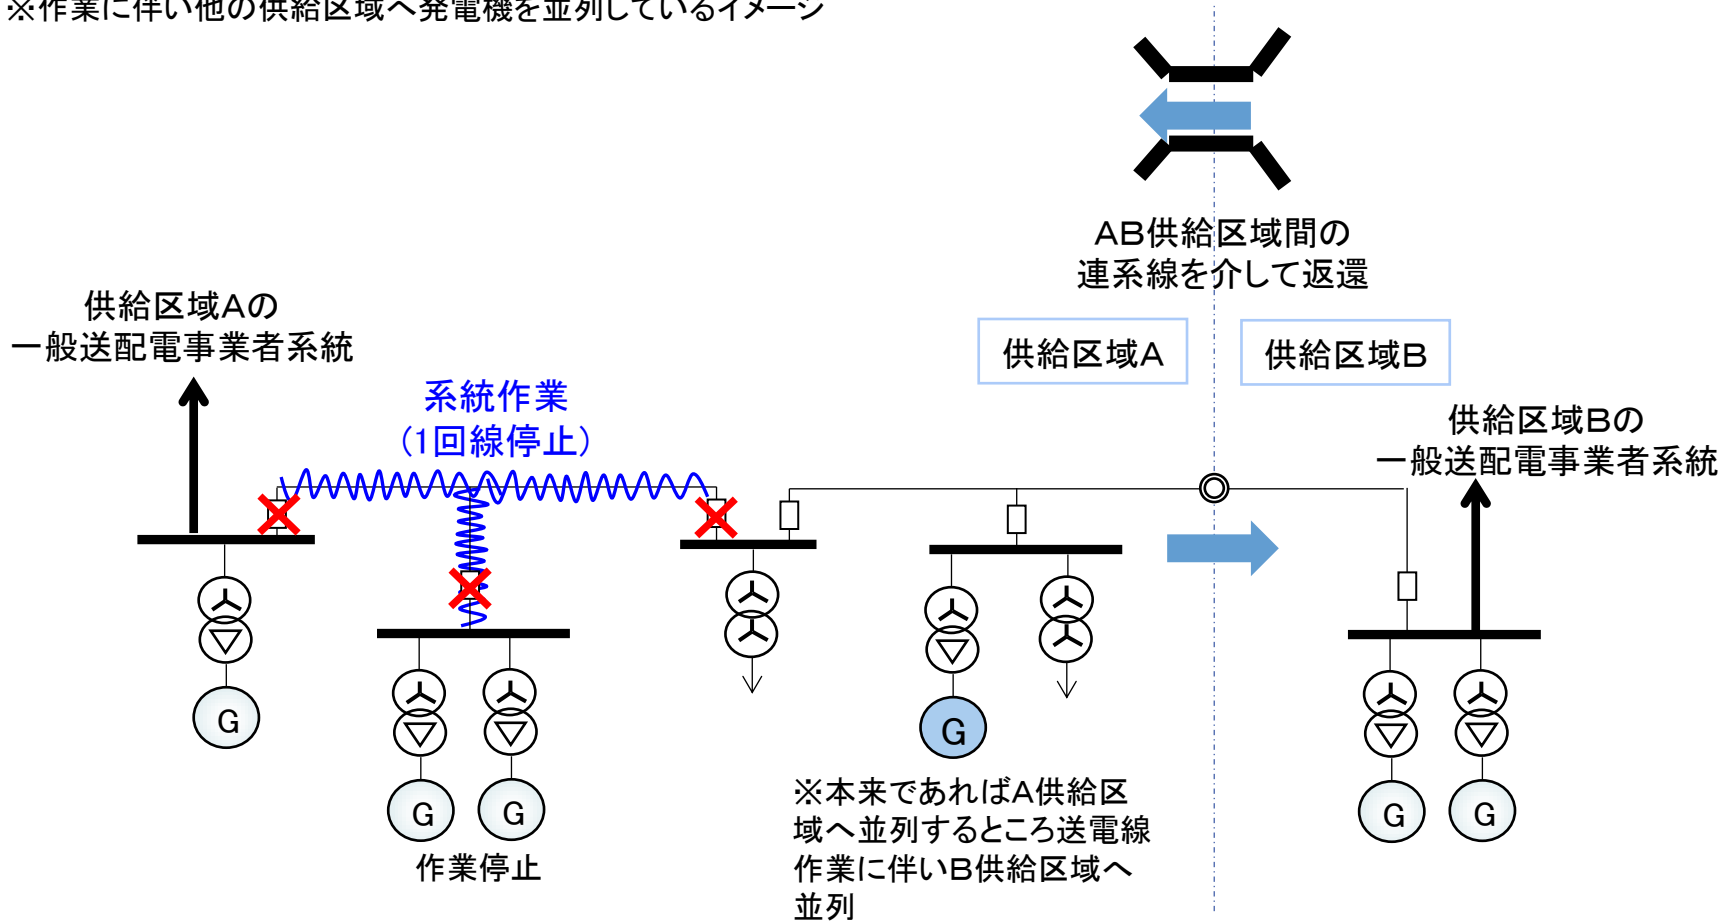 ※作業に伴い他の供給区域へ発電機を並列しているイメージ
AB供給区域間の
連系線を介して返還
供給区域Aの
一般送配電事業者系統
供給区域A
供給区域B
系統作業
(1回線停止)
供給区域Bの
一般送配電事業者系統
G
G
G
G
G
G
作業停止
※本来であればA供給区
域へ並列するところ送電線
作業に伴いB供給区域へ
並列